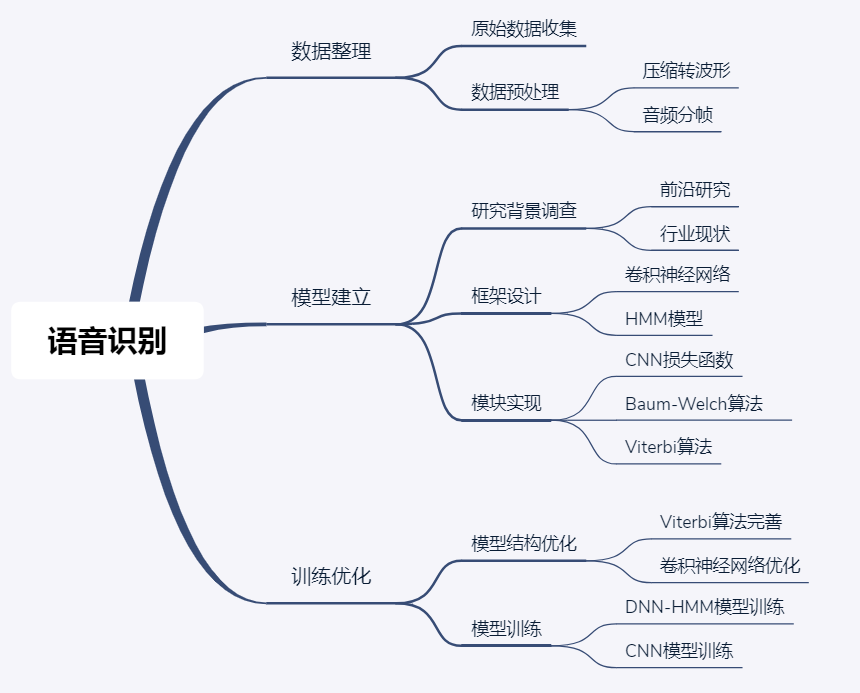 语音识别
数据整理
原始数据收集
数据预处理
压缩转波形
音频分帧
模型建立
研究背景调查
前沿研究
行业现状
框架设计
卷积神经网络
HMM模型
模块实现
CNN损失函数
Baum-Welch算法
Viterbi算法
训练优化
模型结构优化
Viterbi算法完善
卷积神经网络优化
模型训练
DNN-HMM模型训练
CNN模型训练